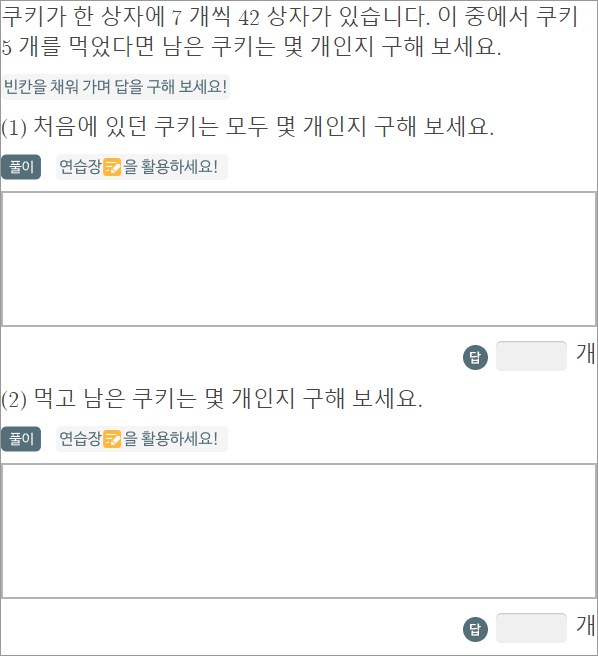 쿠키가 한 상자에 7 개씩 42 상자가 있습니다. 이 중에서 쿠키
5 개를 먹었다면 남은 쿠키는 몇 개인지 구해 보세요.
빈칸을 채워 가며 답을 구해 보세요!
(1) 처음에 있던 쿠키는 모두 몇 개인지 구해 보세요.
풀이 연습장을 활용하세요!
답 개
(2) 먹고 남은 쿠키는 몇 개인지 구해 보세요.
풀이 연습장을 활용하세요!
답 개